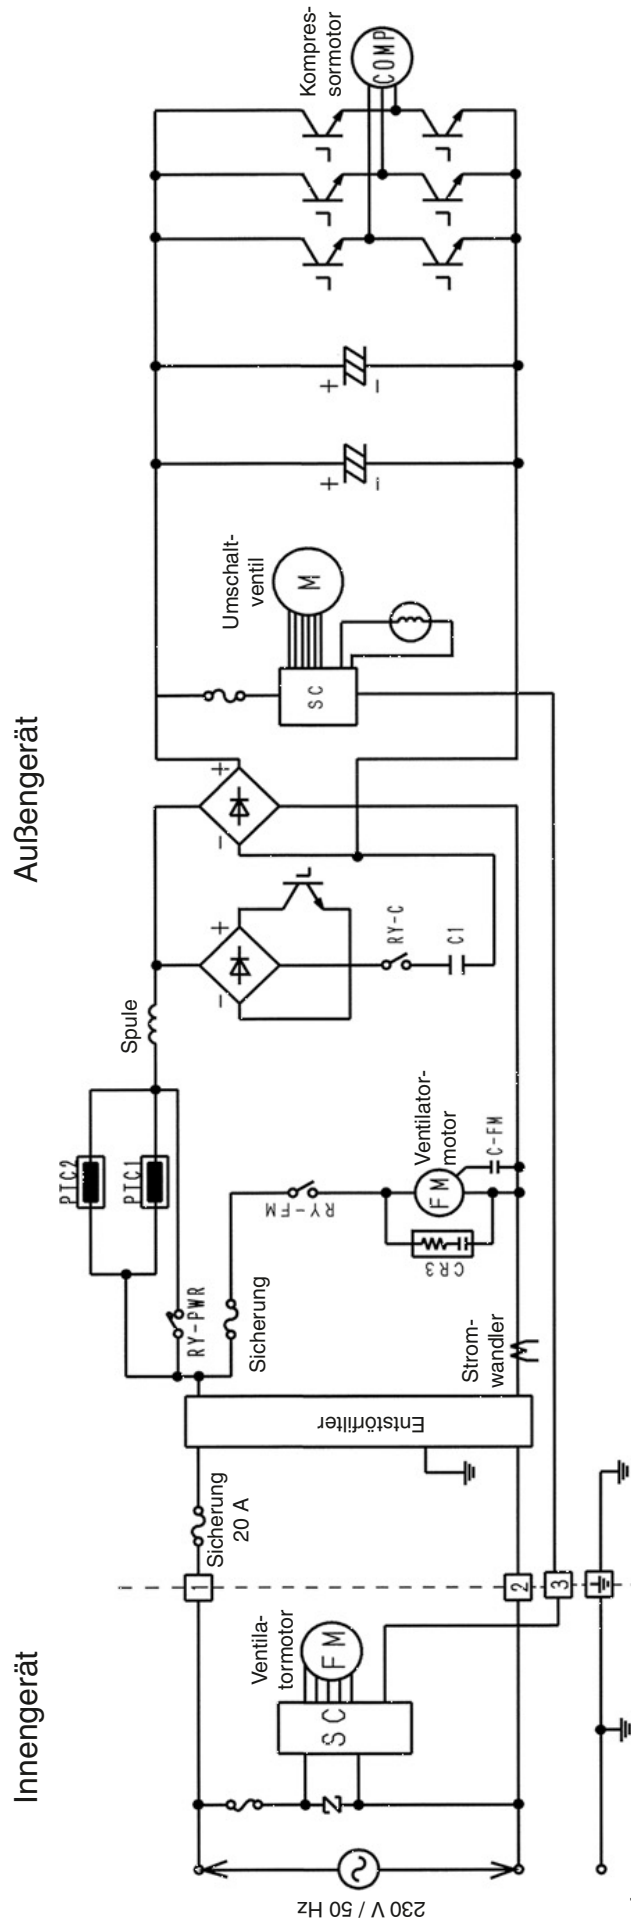 Innengerät
Außengerät
230 V / 50 Hz
SC
FM
Ventila-
tormotor
1
2
3
Sicherung
20 A
Entstörfilter
Strom-
wandler
Sicherung
RY-PWR
PTC2
PTC1
RY-FM
CR3
FM
Ventilator-
motor
C-FM
Spule
+
−
RY-C
C1
+
−
SC
M
Umschalt-
ventil
+
−
+
−
Kompres-
sormotor
COMP